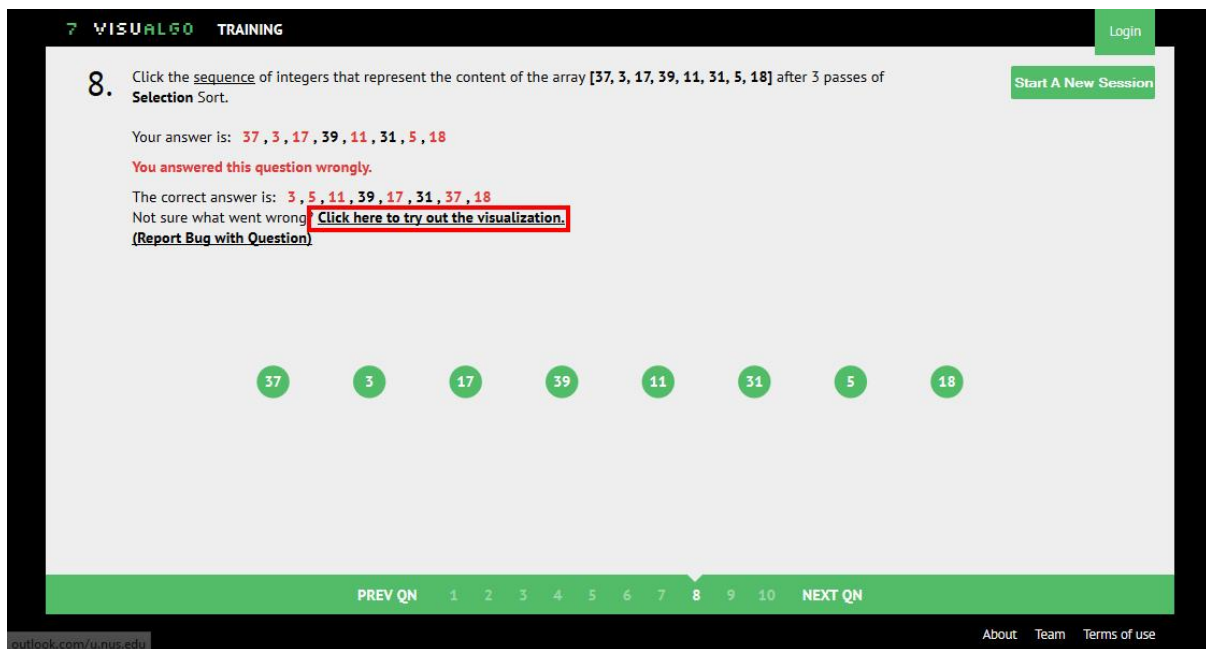 7 VISUALGO TRAINING
Login
8. Click the sequence of integers that represent the content of the array [37, 3, 17, 39, 11, 31, 5, 18] after 3 passes of
Selection Sort.
Start A New Session
Your answer is: 37 , 3 , 17 , 39 , 11 , 31 , 5 , 18
You answered this question wrongly.
The correct answer is: 3 , 5 , 11 , 39 , 17 , 31 , 37 , 18
Not sure what went wrong? Click here to try out the visualization.
(Report Bug with Question)
37 3 17 39 11 31 5 18
PREV QN 1 2 3 4 5 6 7 8 9 10 NEXT QN
About Team Terms of use
outlook.com/u.nus.edu